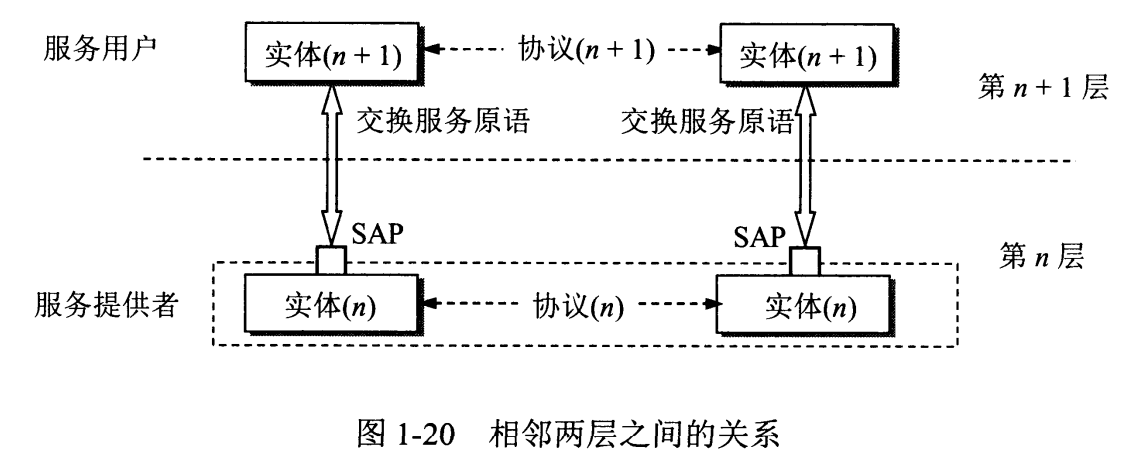 服务用户 实体(n + 1) 协议(n + 1) 实体(n + 1)
第 n + 1 层
交换服务原语 交换服务原语
SAP SAP
第 n 层
服务提供者 实体(n) 协议(n) 实体(n)
图 1-20 相邻两层之间的关系